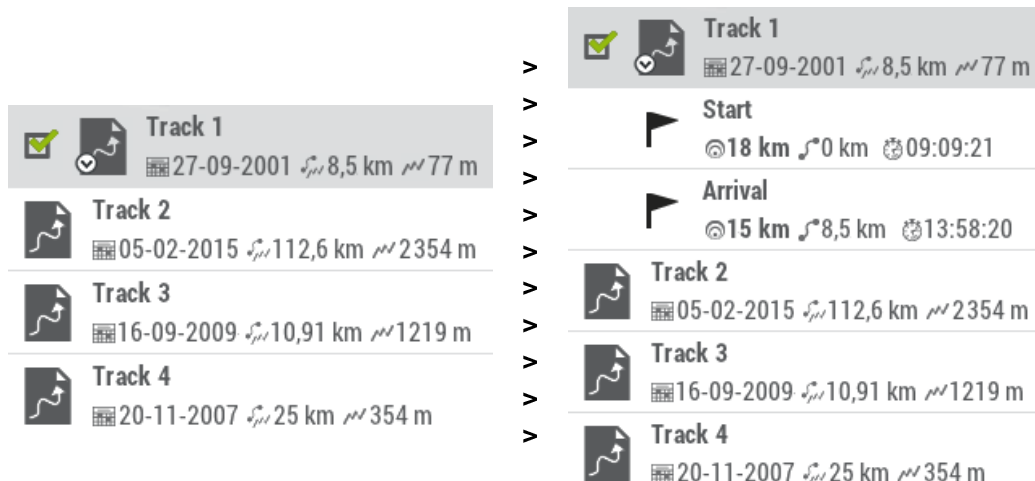 Track 1
27-09-2001 8,5 km 77 m
Track 2
05-02-2015 112,6 km 2354 m
Track 3
16-09-2009 10,91 km 1219 m
Track 4
20-11-2007 25 km 354 m
>
>
>
>
>
>
>
>
>
>
>
Track 1
27-09-2001 8,5 km 77 m
Start
18 km 0 km 09:09:21
Arrival
15 km 8,5 km 13:58:20
Track 2
05-02-2015 112,6 km 2354 m
Track 3
16-09-2009 10,91 km 1219 m
Track 4
20-11-2007 25 km 354 m